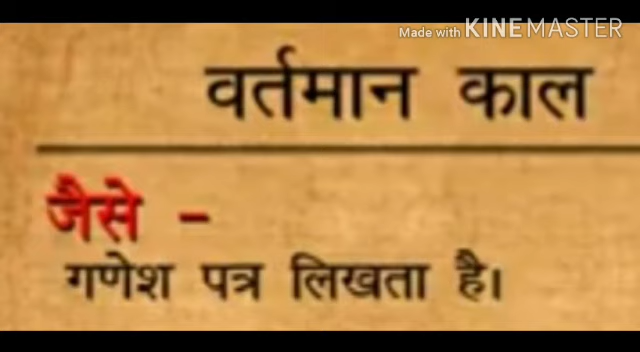 Made with KINEMASTER
वर्तमान काल
जैसे -
गणेश पत्र लिखता है।